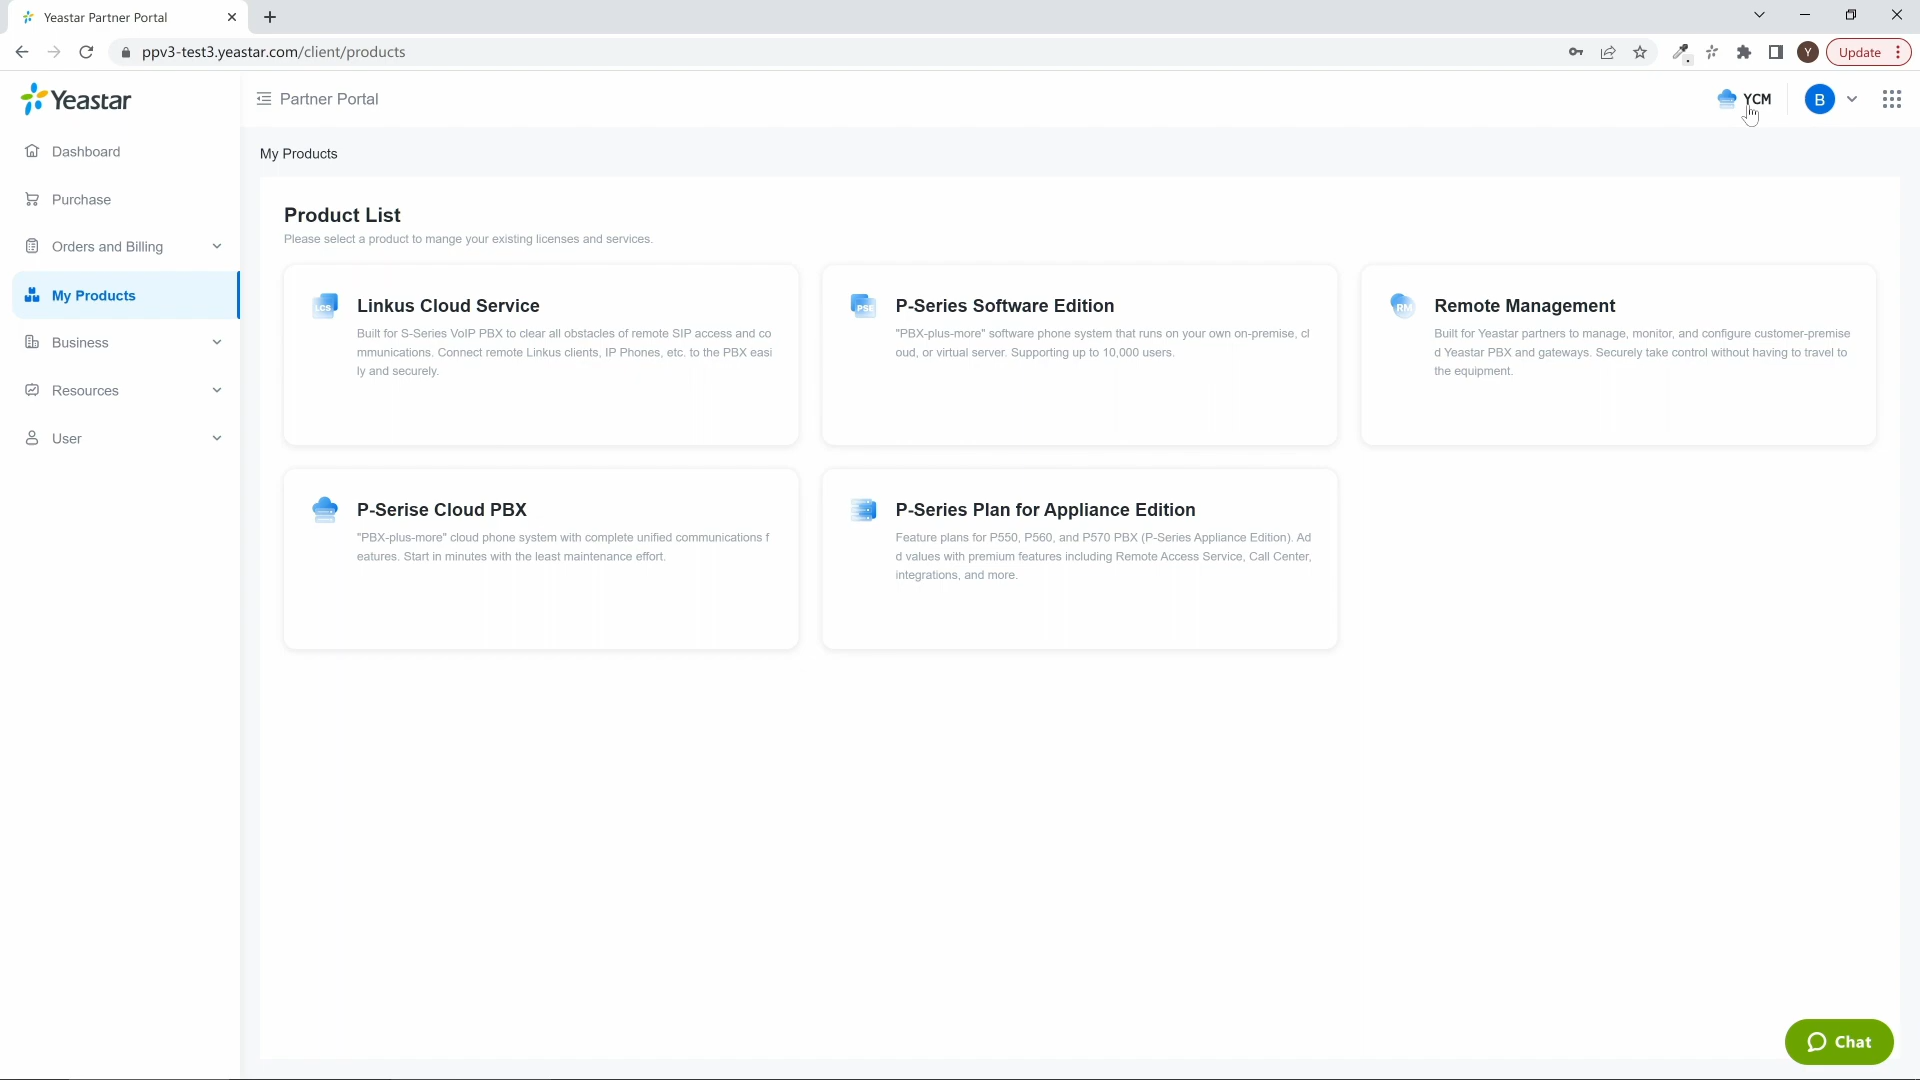 Yeastar Partner Portal
ppv3-test3.yeastar.com/client/products
Y
Update
Yeastar
Partner Portal
YCM
B
Dashboard
Purchase
Orders and Billing
My Products
Business
Resources
User
My Products
Product List
Please select a product to mange your existing licenses and services.
LCS
Linkus Cloud Service
Built for S-Series VoIP PBX to clear all obstacles of remote SIP access and co
mmunications. Connect remote Linkus clients, IP Phones, etc. to the PBX easi
ly and securely.
PSE
P-Series Software Edition
"PBX-plus-more" software phone system that runs on your own on-premise, cl
oud, or virtual server. Supporting up to 10,000 users.
RM
Remote Management
Built for Yeastar partners to manage, monitor, and configure customer-premise
d Yeastar PBX and gateways. Securely take control without having to travel to
the equipment.
P-Serise Cloud PBX
"PBX-plus-more" cloud phone system with complete unified communications f
eatures. Start in minutes with the least maintenance effort.
P-Series Plan for Appliance Edition
Feature plans for P550, P560, and P570 PBX (P-Series Appliance Edition). Ad
d values with premium features including Remote Access Service, Call Center,
integrations, and more.
Chat